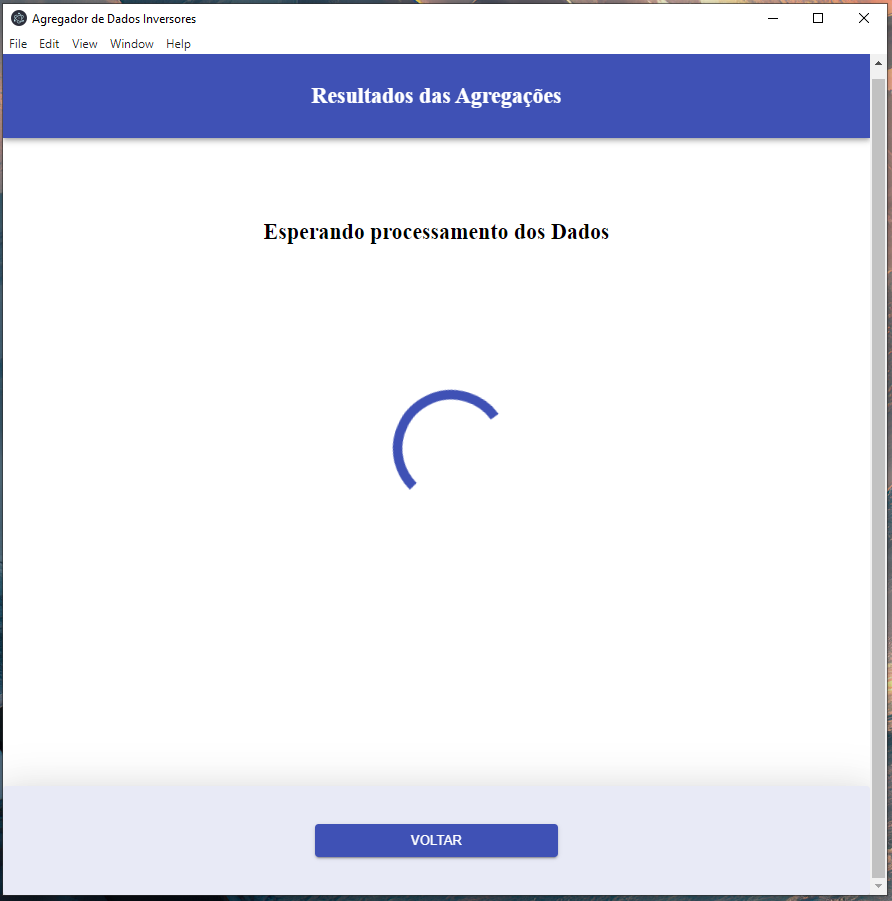 Agregador de Dados Inversores
File Edit View Window Help
Resultados das Agregações
Esperando processamento dos Dados
VOLTAR